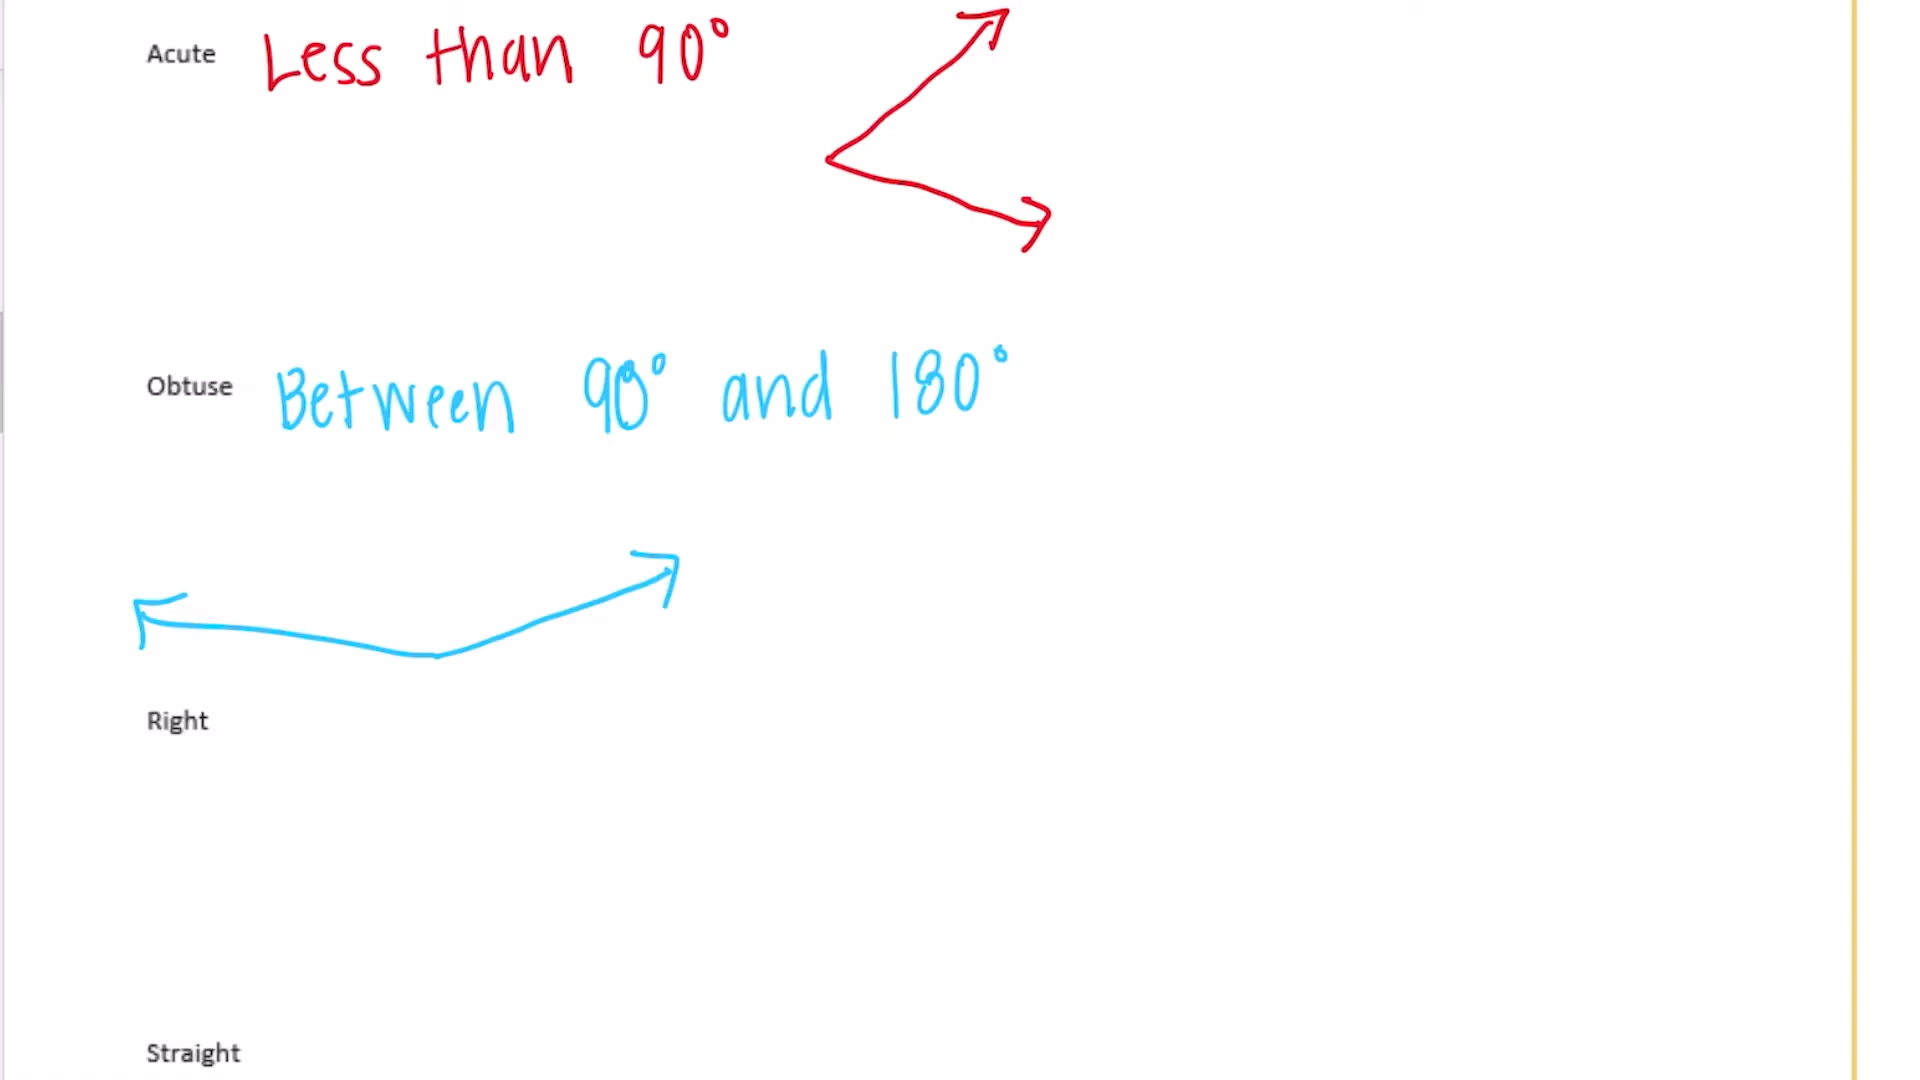 Acute Less than 90°
Obtuse Between 90° and 180°
Right
Straight